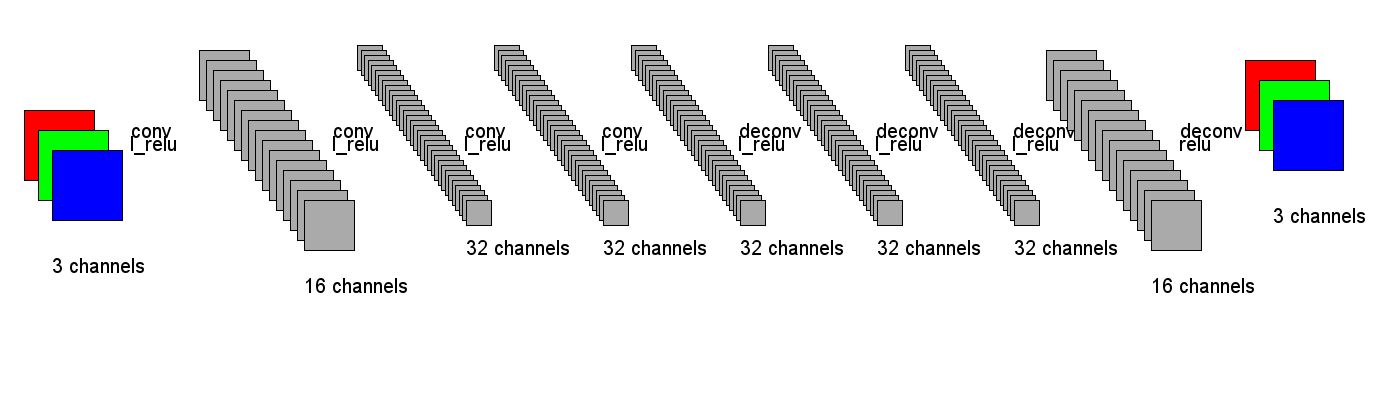 conv
l_relu
conv
l_relu
conv
l_relu
conv
l_relu
deconv
l_relu
deconv
l_relu
deconv
l_relu
deconv
relu
3 channels
16 channels
32 channels
32 channels
32 channels
32 channels
32 channels
16 channels
3 channels